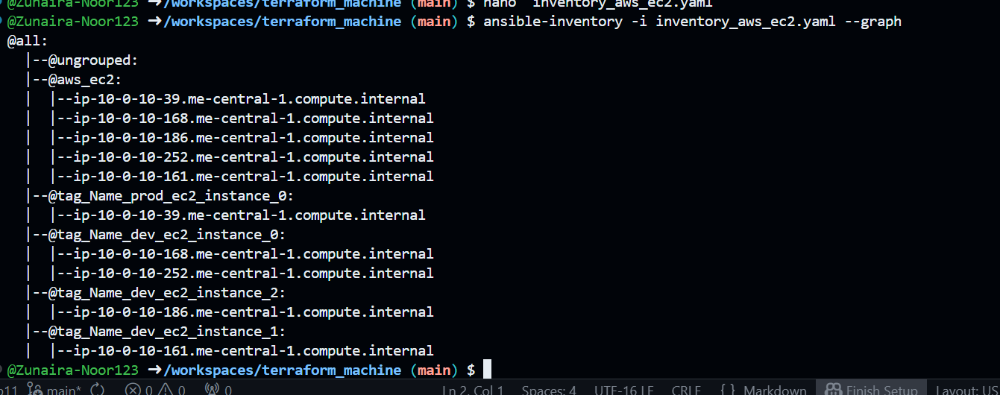 @Zunaira-Noor123 ➜/workspaces/terraform_machine (main) $ nano inventory_aws_ec2.yaml
@Zunaira-Noor123 ➜/workspaces/terraform_machine (main) $ ansible-inventory -i inventory_aws_ec2.yaml --graph
@all:
  |--@ungrouped:
  |--@aws_ec2:
  |  |--ip-10-0-10-39.me-central-1.compute.internal
  |  |--ip-10-0-10-168.me-central-1.compute.internal
  |  |--ip-10-0-10-186.me-central-1.compute.internal
  |  |--ip-10-0-10-252.me-central-1.compute.internal
  |  |--ip-10-0-10-161.me-central-1.compute.internal
  |--@tag_Name_prod_ec2_instance_0:
  |  |--ip-10-0-10-39.me-central-1.compute.internal
  |--@tag_Name_dev_ec2_instance_0:
  |  |--ip-10-0-10-168.me-central-1.compute.internal
  |  |--ip-10-0-10-252.me-central-1.compute.internal
  |--@tag_Name_dev_ec2_instance_2:
  |  |--ip-10-0-10-186.me-central-1.compute.internal
  |--@tag_Name_dev_ec2_instance_1:
  |  |--ip-10-0-10-161.me-central-1.compute.internal
@Zunaira-Noor123 ➜/workspaces/terraform_machine (main) $
main* 0 0 0 Ln 2, Col 1 Spaces: 4 UTF-16 LE CRLF { } Markdown Finish Setup Layout: US